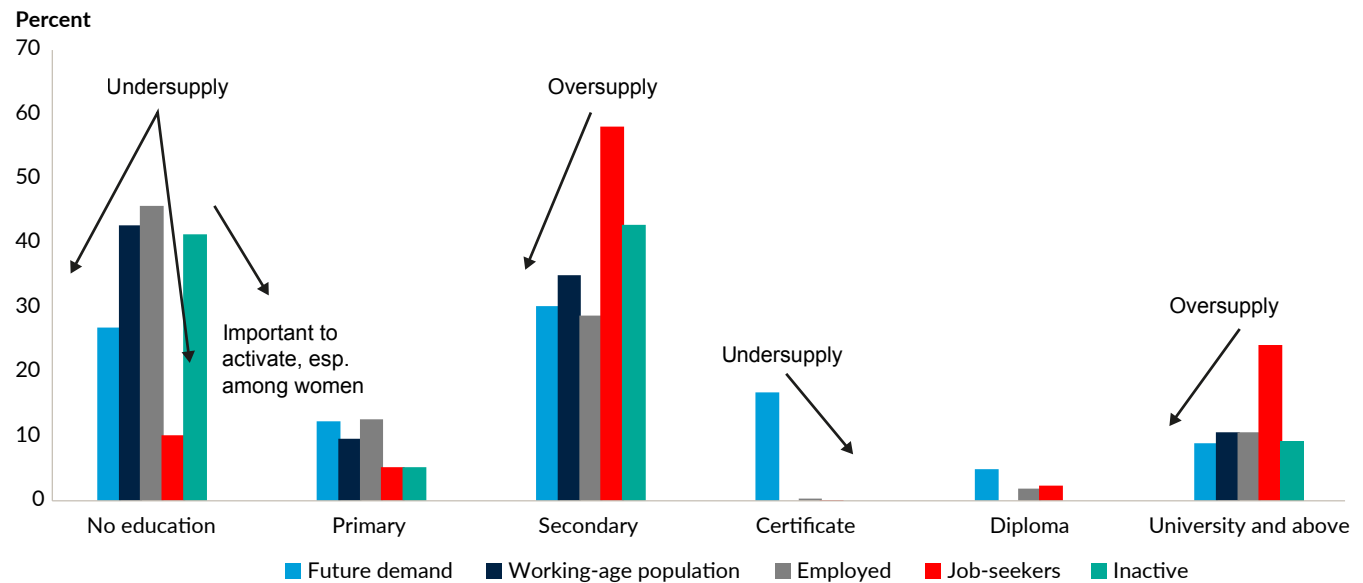 Percent
70
60
50
40
30
20
10
0
Undersupply
Important to
activate, esp.
among women
Oversupply
Undersupply
Oversupply
No education
Primary
Secondary
Certificate
Diploma
University and above
Future demand
Working-age population
Employed
Job-seekers
Inactive